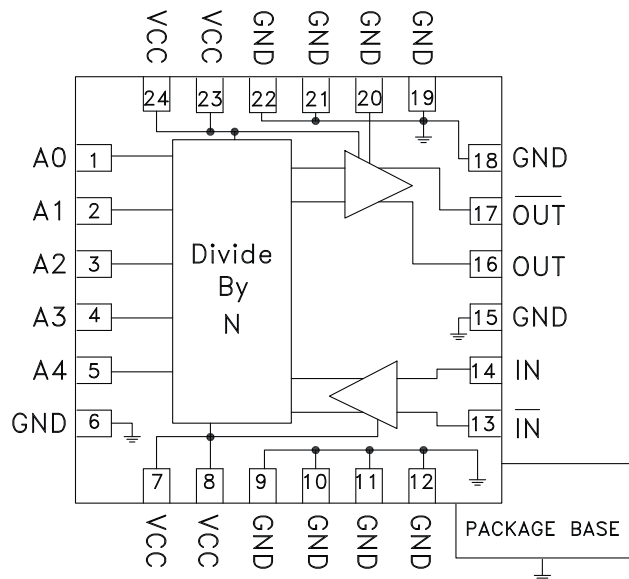 VCC VCC GND GND GND GND
24 23 22 21 20 19
A0 1 18 GND
A1 2 17 O̅U̅T̅
A2 3 16 OUT
A3 4 15 GND
A4 5 14 IN
GND 6 13 I̅N̅
Divide
By
N
7 8 9 10 11 12
VCC VCC GND GND GND GND
PACKAGE BASE